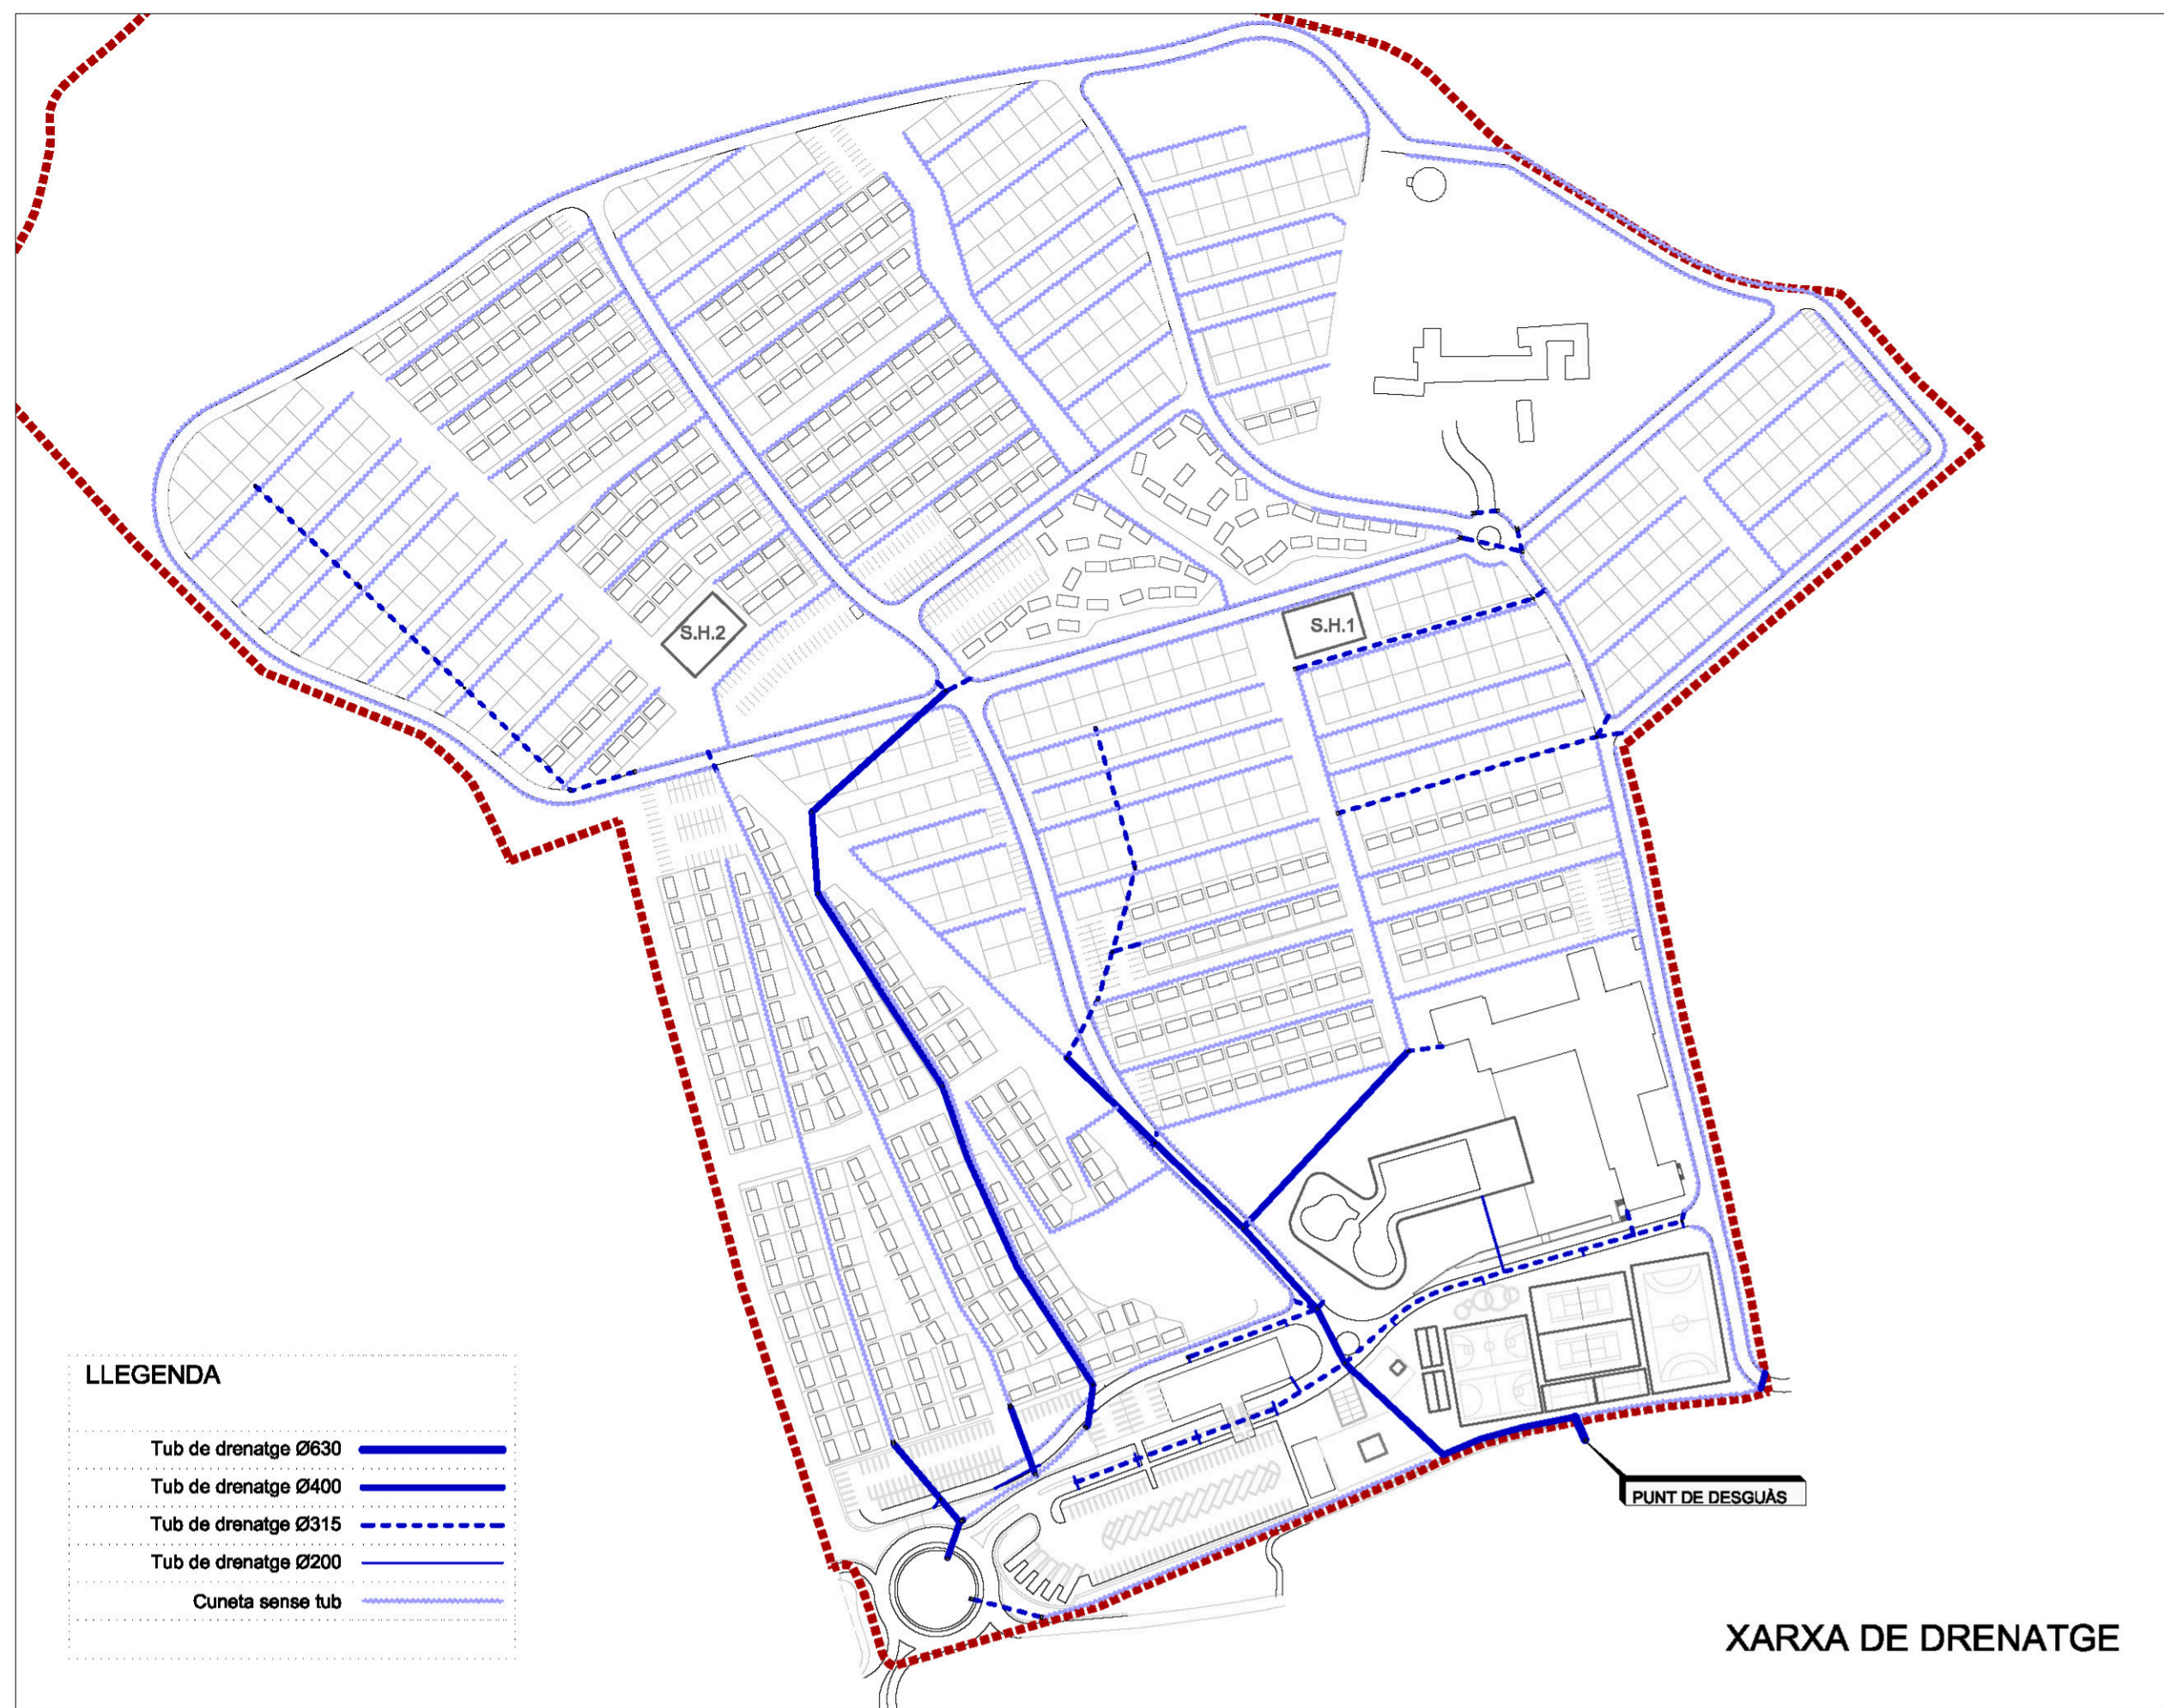 S.H.2
S.H.1
LLEGENDA
Tub de drenatge Ø630
Tub de drenatge Ø400
Tub de drenatge Ø315
Tub de drenatge Ø200
Cuneta sense tub
PUNT DE DESGUÀS
XARXA DE DRENATGE